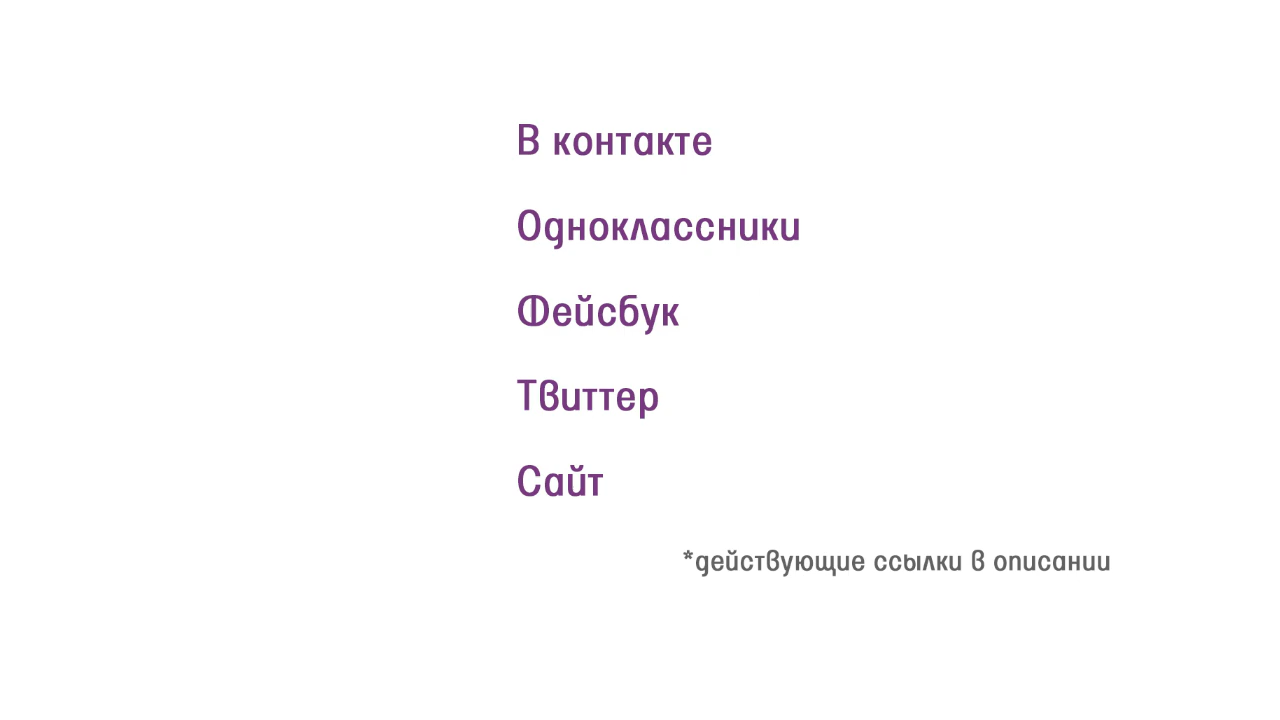 В контакте
Одноклассники
Фейсбук
Твиттер
Сайт
*действующие ссылки в описании